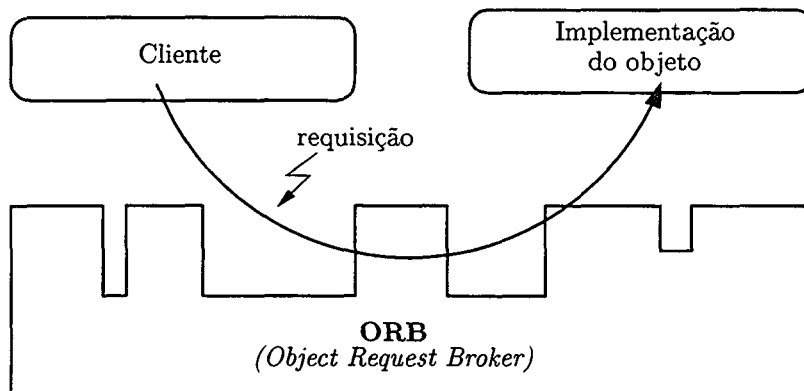 Cliente
Implementação
do objeto
requisição
ORB
(Object Request Broker)